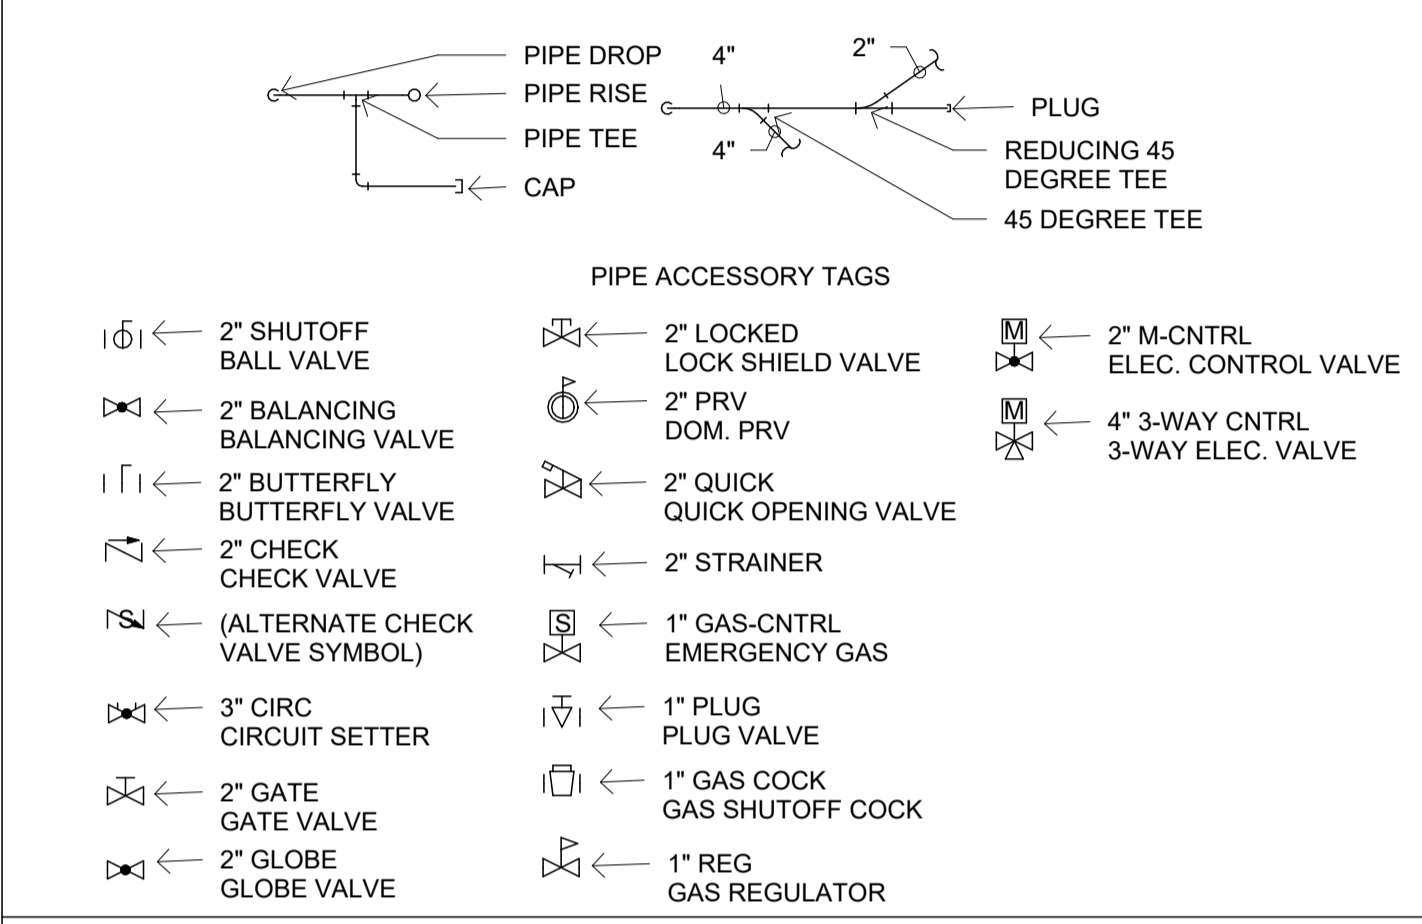 PIPE DROP
PIPE RISE
PIPE TEE
CAP
4"
2"
4"
PLUG
REDUCING 45
DEGREE TEE
45 DEGREE TEE
PIPE ACCESSORY TAGS
2" SHUTOFF
BALL VALVE
2" BALANCING
BALANCING VALVE
2" BUTTERFLY
BUTTERFLY VALVE
2" CHECK
CHECK VALVE
S
(ALTERNATE CHECK
VALVE SYMBOL)
3" CIRC
CIRCUIT SETTER
2" GATE
GATE VALVE
2" GLOBE
GLOBE VALVE
2" LOCKED
LOCK SHIELD VALVE
2" PRV
DOM. PRV
2" QUICK
QUICK OPENING VALVE
2" STRAINER
S
1" GAS-CNTRL
EMERGENCY GAS
1" PLUG
PLUG VALVE
1" GAS COCK
GAS SHUTOFF COCK
1" REG
GAS REGULATOR
M
2" M-CNTRL
ELEC. CONTROL VALVE
M
4" 3-WAY CNTRL
3-WAY ELEC. VALVE